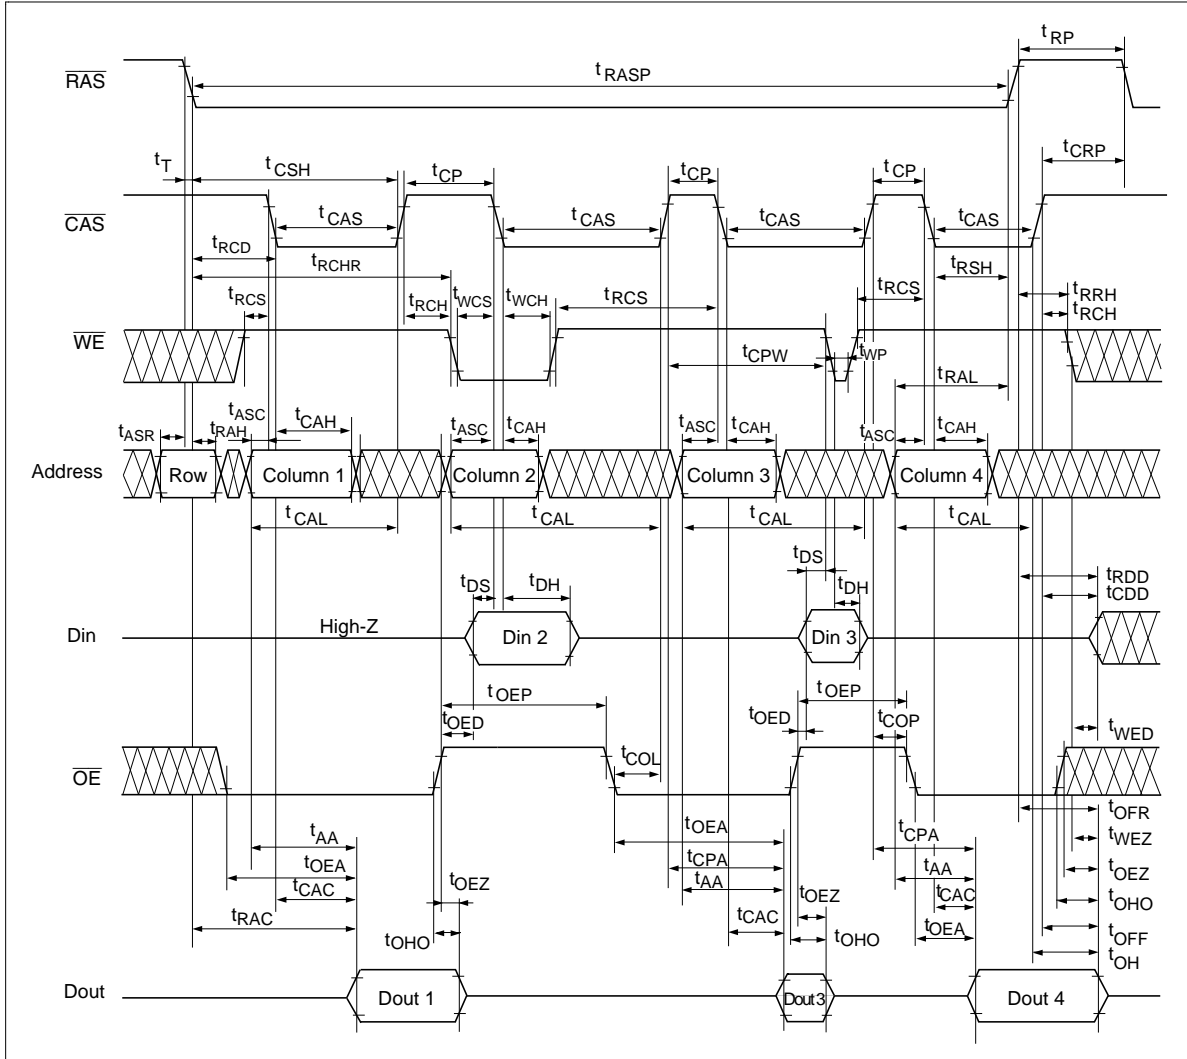 tRP
RAS
tRASP
tT
tCSH
tCP
tCP
tCP
tCRP
CAS
tCAS
tCAS
tCAS
tCAS
tRCD
tRCHR
tRSH
tRCS
tRCH
tWCS
tWCH
tRCS
tRCS
tRRH
tRCH
WE
tCPW
tWP
tRAL
tASR
tRAH
tASC
tCAH
tASC
tCAH
tASC
tCAH
tASC
tCAH
Address
Row
Column 1
Column 2
Column 3
Column 4
tCAL
tCAL
tCAL
tCAL
tDS
tDH
tDS
tDH
tRDD
tCDD
Din
High-Z
Din 2
Din 3
tOEP
tOEP
tOED
tOED
tCOP
tWED
OE
tCOL
tOFR
tAA
tOEA
tCPA
tWEZ
tOEA
tCPA
tAA
tOEZ
tCAC
tOEZ
tAA
tOEZ
tCAC
tOHO
tRAC
tOHO
tCAC
tOHO
tOEA
tOFF
tOH
Dout
Dout 1
Dout3
Dout 4